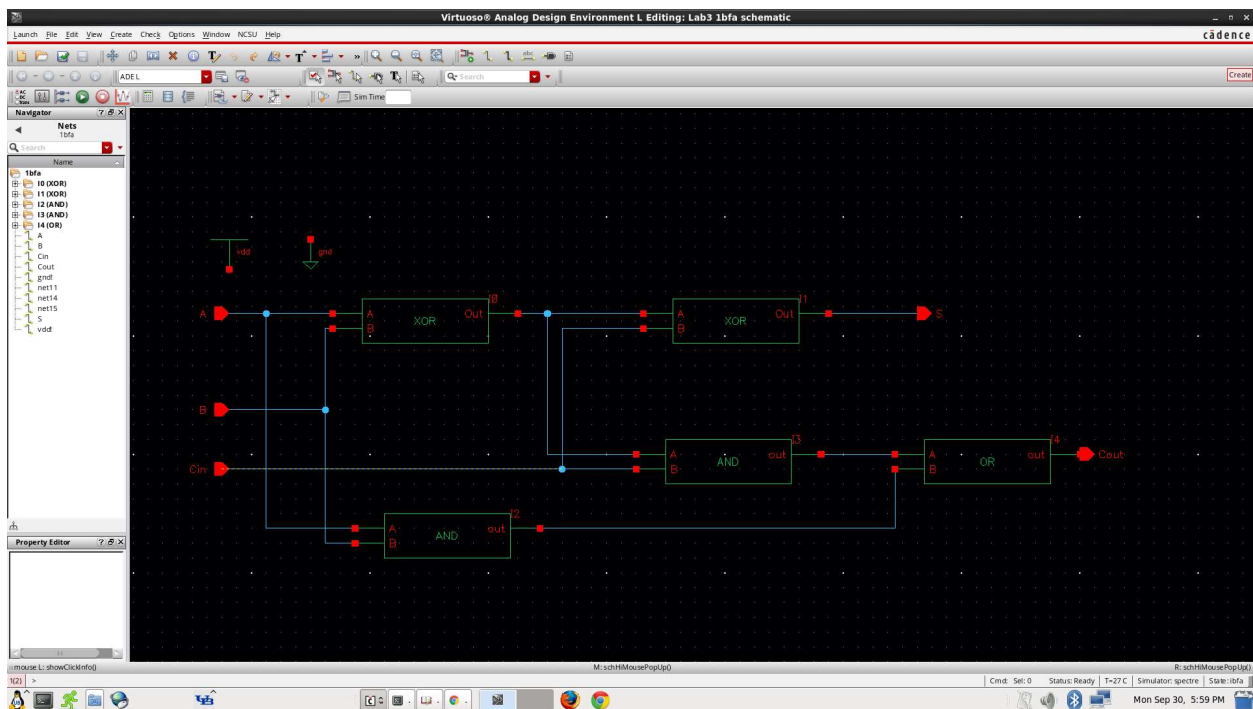 Virtuoso® Analog Design Environment L Editing: Lab3 1bfa schematic
Launch File Edit View Create Check Options Window NCSU Help
cādence
ADE L
Search
Create
Sim Time
Navigator
Nets
1bfa
Search
Name
1bfa
I0 (XOR)
I1 (XOR)
I2 (AND)
I3 (AND)
I4 (OR)
A
B
Cin
Cout
gnd!
net11
net14
net15
S
vdd!
Property Editor
vdd gnd
I0 I1
A A Out A Out S
XOR XOR
B B
B
I3 I4
A out A out Cout
Cin B AND B OR
I2
A out
AND
B
mouse L: showClickInfo()
M: schHiMousePopUp()
R: schHiMousePopUp()
1(2) >
Cmd: Sel: 0 Status: Ready T=27 C Simulator: spectre State: ibfa
Mon Sep 30, 5:59 PM